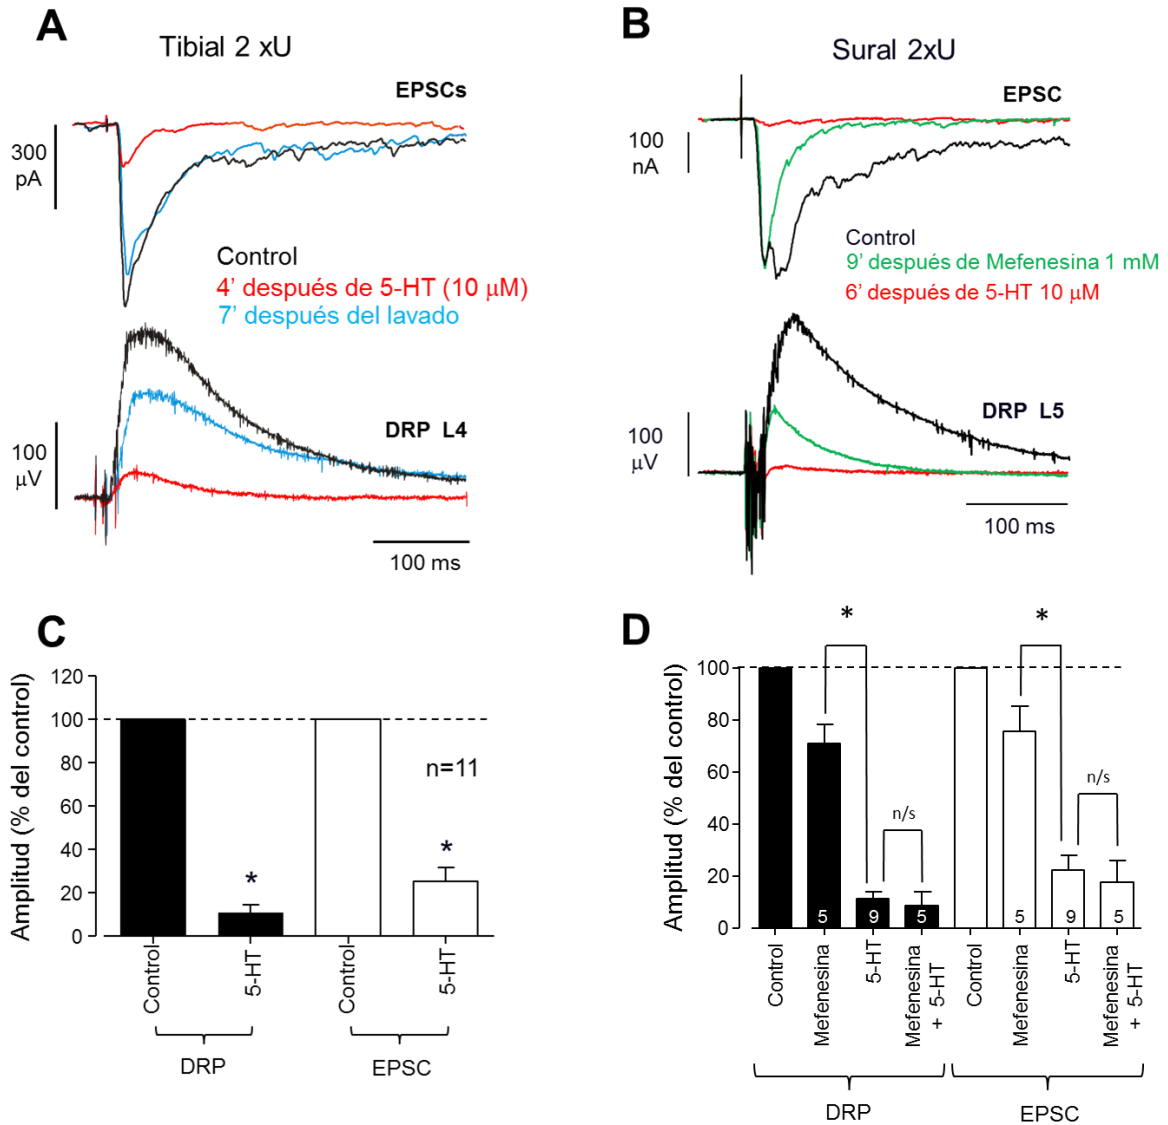 A
Tibial 2 xU
EPSCs
300
pA
Control
4' después de 5-HT (10 μM)
7' después del lavado
DRP L4
100
μV
100 ms
B
Sural 2xU
EPSC
100
nA
Control
9' después de Mefenesina 1 mM
6' después de 5-HT 10 μM
DRP L5
100
μV
100 ms
C
Amplitud (% del control)
120
100
80
60
40
20
0
n=11
*
*
Control
5-HT
Control
5-HT
DRP
EPSC
D
Amplitud (% del control)
100
80
60
40
20
0
*
*
n/s
n/s
5
9
5
5
9
5
Control
Mefenesina
5-HT
Mefenesina
+ 5-HT
Control
Mefenesina
5-HT
Mefenesina
+ 5-HT
DRP
EPSC